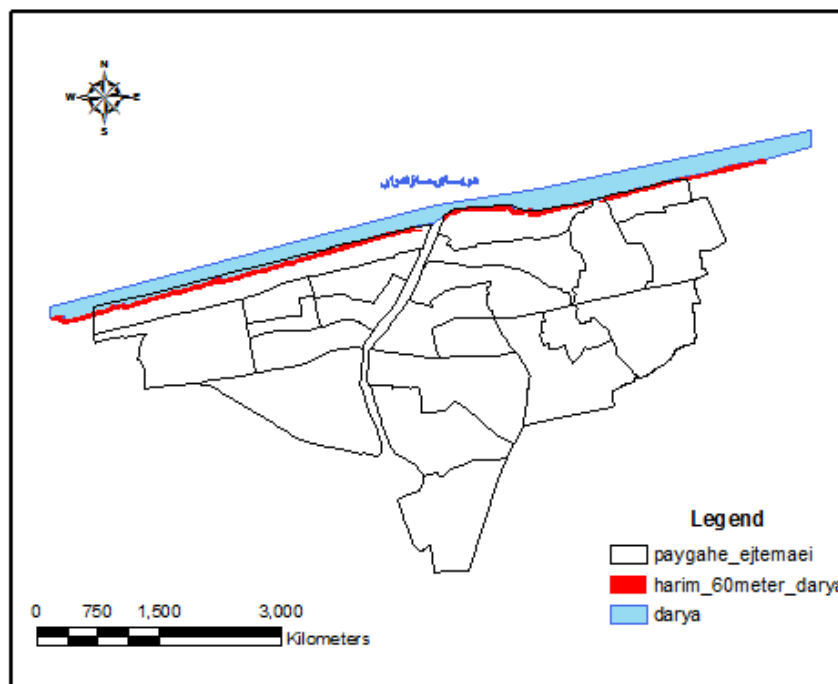 N
W E
S
دریای مازندران
Legend
paygahe_ejtemaei
harim_60meter_darya
darya
0 750 1,500 3,000
Kilometers